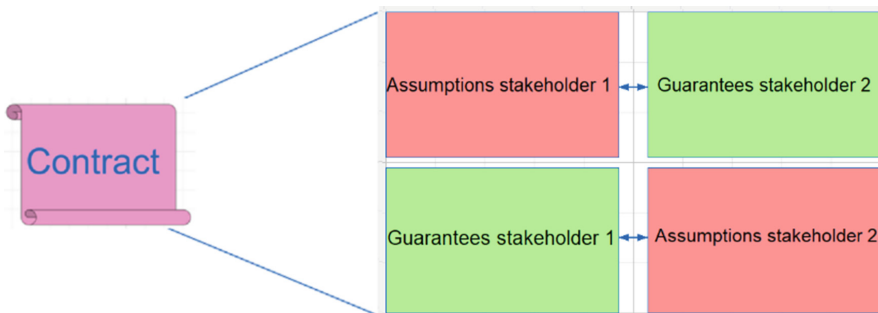 Contract
Assumptions stakeholder 1
Guarantees stakeholder 2
Guarantees stakeholder 1
Assumptions stakeholder 2